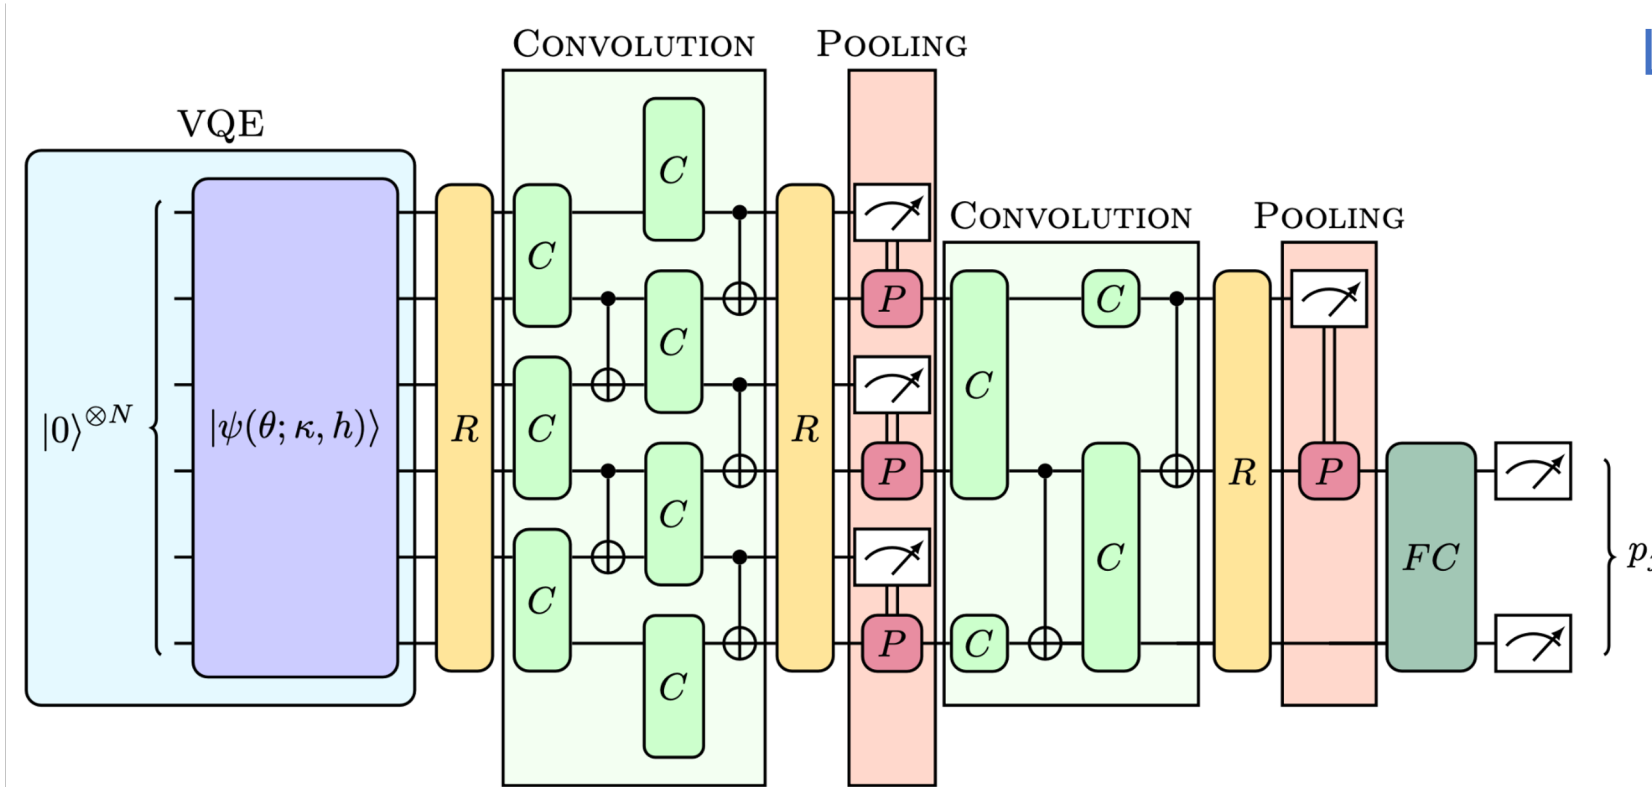 VQE
|0⟩^{⊗N}
|ψ(θ; κ, h)⟩
R
CONVOLUTION
C
C
C
C
C
C
C
R
POOLING
P
P
P
CONVOLUTION
C
C
C
C
R
POOLING
P
FC